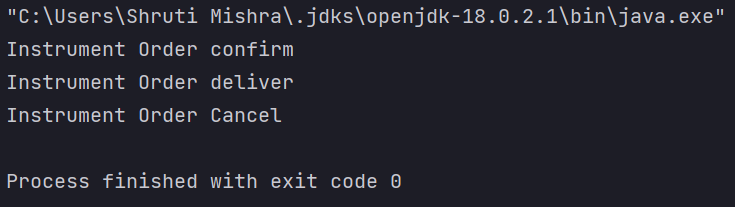 "C:\Users\Shruti Mishra\.jdks\openjdk-18.0.2.1\bin\java.exe"
Instrument Order confirm
Instrument Order deliver
Instrument Order Cancel
Process finished with exit code 0